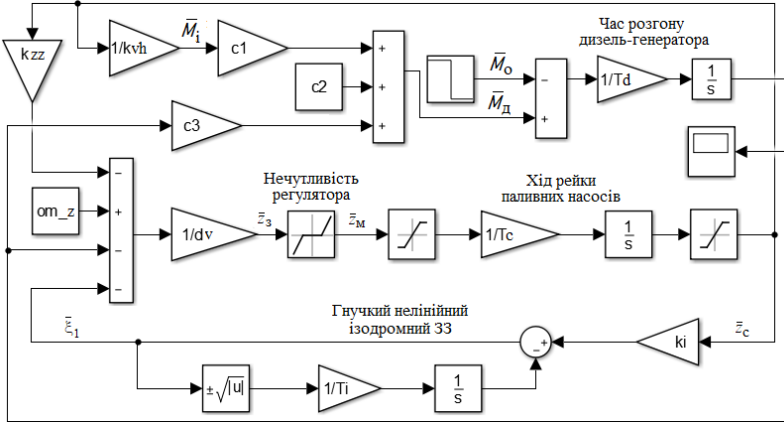 kzz
1/kvh
M̅i
c1
c2
c3
+
+
+
M̅о
M̅д
−
+
Час розгону
дизель-генератора
1/Td
1
s
−
+
−
−
om_z
1/dv
z̅з
Нечутливість
регулятора
z̅м
1/Tc
Хід рейки
паливних насосів
1
s
Гнучкий нелінійний
ізодромний ЗЗ
ξ̅1
−
+
ki
z̅с
±√|u|
1/Ti
1
s